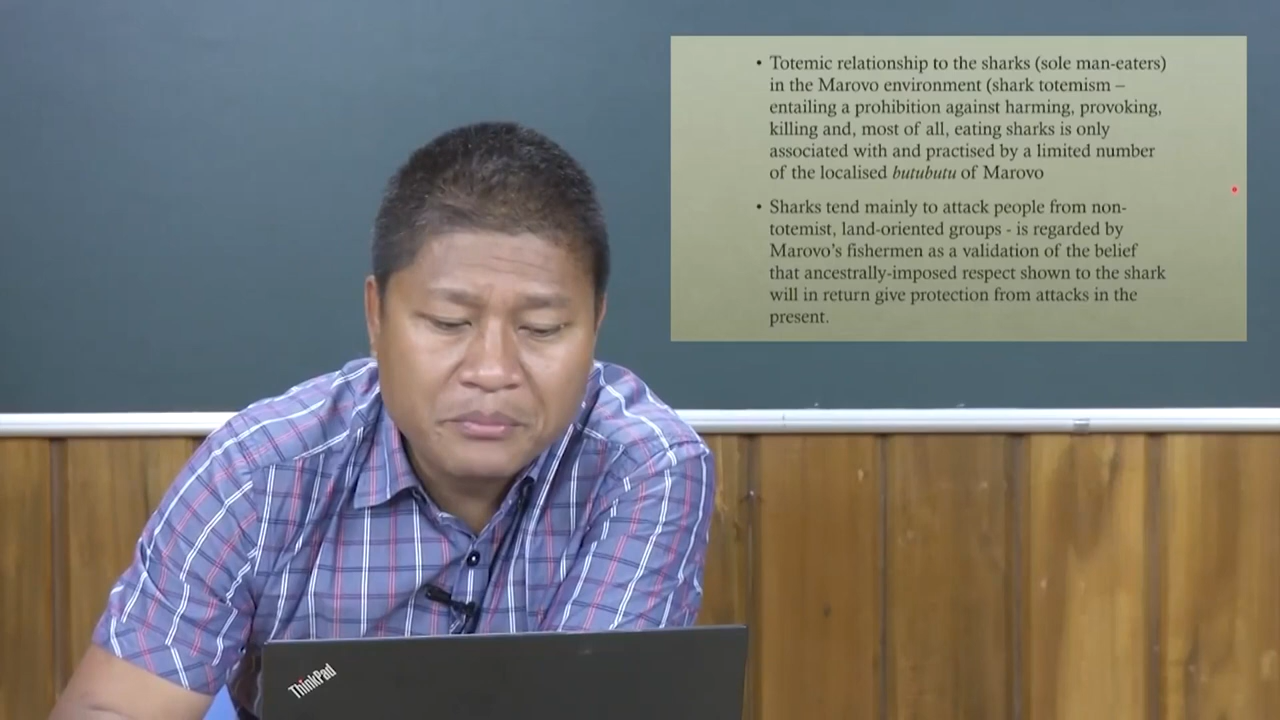 • Totemic relationship to the sharks (sole man-eaters)
in the Marovo environment (shark totemism –
entailing a prohibition against harming, provoking,
killing and, most of all, eating sharks is only
associated with and practised by a limited number
of the localised butubutu of Marovo
• Sharks tend mainly to attack people from non-
totemist, land-oriented groups - is regarded by
Marovo's fishermen as a validation of the belief
that ancestrally-imposed respect shown to the shark
will in return give protection from attacks in the
present.
ThinkPad